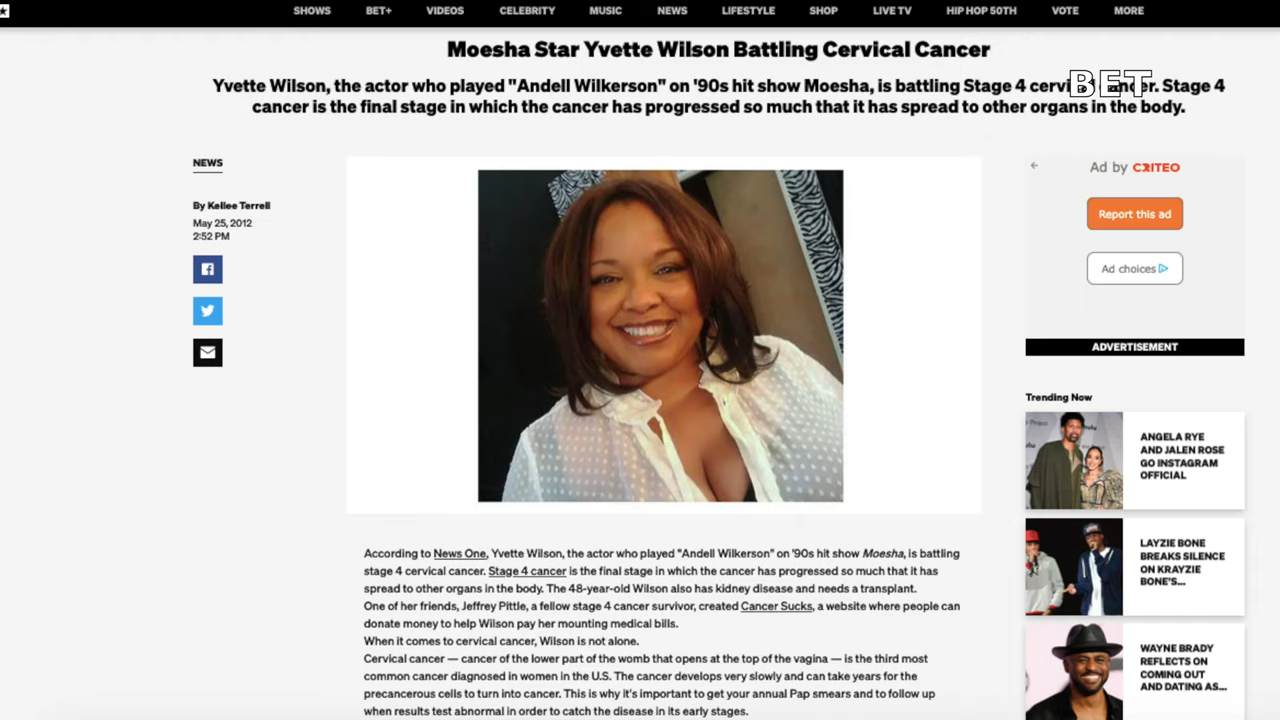 SHOWS BET+ VIDEOS CELEBRITY MUSIC NEWS LIFESTYLE SHOP LIVE TV HIP HOP 50TH VOTE MORE
Moesha Star Yvette Wilson Battling Cervical Cancer
Yvette Wilson, the actor who played "Andell Wilkerson" on '90s hit show Moesha, is battling Stage 4 Stage 4
cancer is the final stage in which the cancer has progressed so much that it has spread to other organs in the body.
BET
NEWS
By Kellee Terrell
May 25, 2012
2:52 PM
According to News One, Yvette Wilson, the actor who played "Andell Wilkerson" on '90s hit show Moesha, is battling
stage 4 cervical cancer. Stage 4 cancer is the final stage in which the cancer has progressed so much that it has
spread to other organs in the body. The 48-year-old Wilson also has kidney disease and needs a transplant.
One of her friends, Jeffrey Pittle, a fellow stage 4 cancer survivor, created Cancer Sucks, a website where people can
donate money to help Wilson pay her mounting medical bills.
When it comes to cervical cancer, Wilson is not alone.
Cervical cancer — cancer of the lower part of the womb that opens at the top of the vagina — is the third most
common cancer diagnosed in women in the U.S. The cancer develops very slowly and can take years for the
precancerous cells to turn into cancer. This is why it's important to get your annual Pap smears and to follow up
when results test abnormal in order to catch the disease in its early stages.
Ad by CRITEO
Report this ad
Ad choices
ADVERTISEMENT
Trending Now
ANGELA RYE
AND JALEN ROSE
GO INSTAGRAM
OFFICIAL
LAYZIE BONE
BREAKS SILENCE
ON KRAYZIE
BONE'S...
WAYNE BRADY
REFLECTS ON
COMING OUT
AND DATING AS...